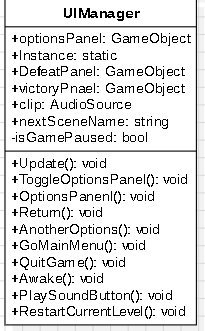 UIManager
+optionsPanel: GameObject
+Instance: static
+DefeatPanel: GameObject
+victoryPnael: GameObject
+clip: AudioSource
+nextSceneName: string
-isGamePaused: bool
+Update(): void
+ToggleOptionsPanel(): void
+OptionsPanenl(): void
+Return(): void
+AnotherOptions(): void
+GoMainMenu(): void
+QuitGame(): void
+Awake(): void
+PlaySoundButton(): void
+RestartCurrentLevel(): void